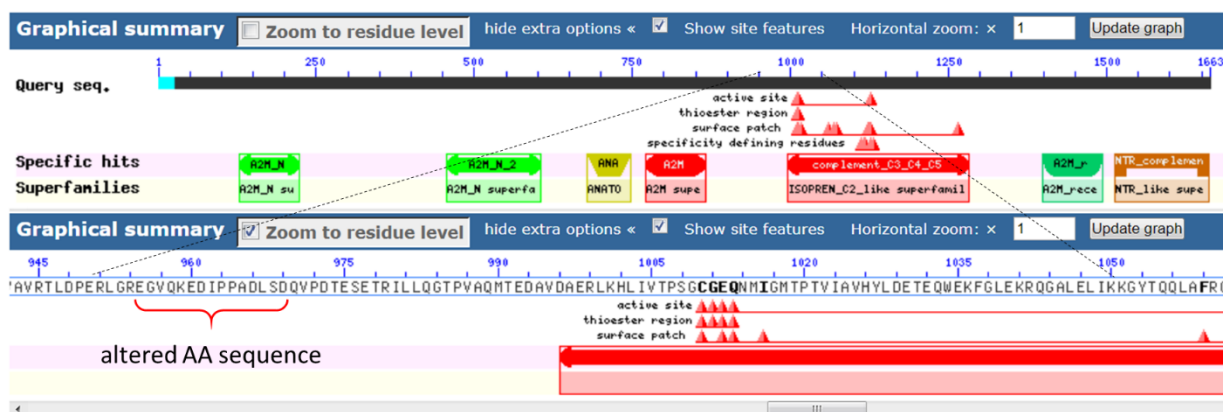 Graphical summary Zoom to residue level hide extra options « Show site features Horizontal zoom: × 1 Update graph
1 250 500 750 1000 1250 1500 1663
Query seq.
active site
thioester region
surface patch
specificity defining residues
Specific hits A2M_N A2M_N_2 ANA A2M complement_C3_C4_C5 A2M_r NTR_complemen
Superfamilies A2M_N su A2M_N superfa ANATO A2M supe ISOPREN_C2_like superfamil A2M_rece NTR_like supe
Graphical summary Zoom to residue level hide extra options « Show site features Horizontal zoom: × 1 Update graph
945 960 975 990 1005 1020 1035 1050
AVRTLDPERLGREGVQKEDIPPADLSDQVPDTESETRILLQGTPVAQMTEDAVDAERLKHLIVTPSGCGEQNMIGMTPTVIAVHYLDETEQWEKFGLEKRQGALELIKKGYTQQLAFR
active site
thioester region
surface patch
altered AA sequence